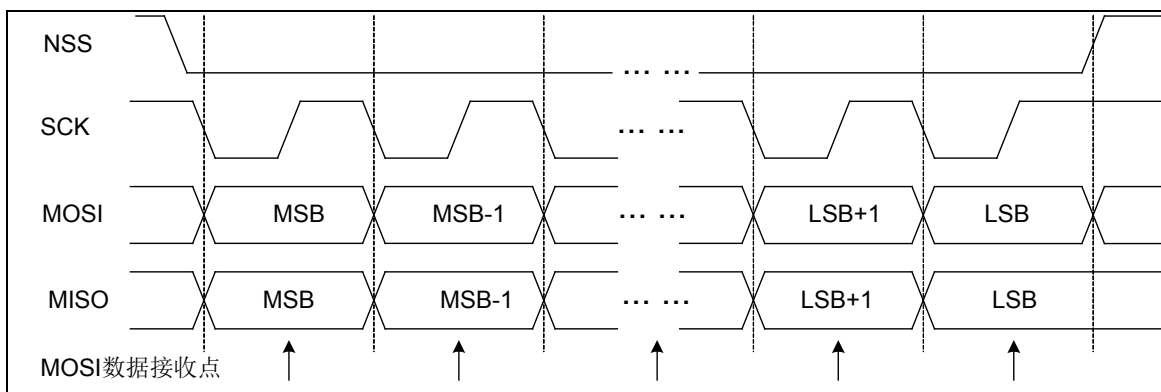 NSS
... ...
SCK
... ...
MOSI MSB MSB-1 ... ... LSB+1 LSB
MISO MSB MSB-1 ... ... LSB+1 LSB
MOSI数据接收点